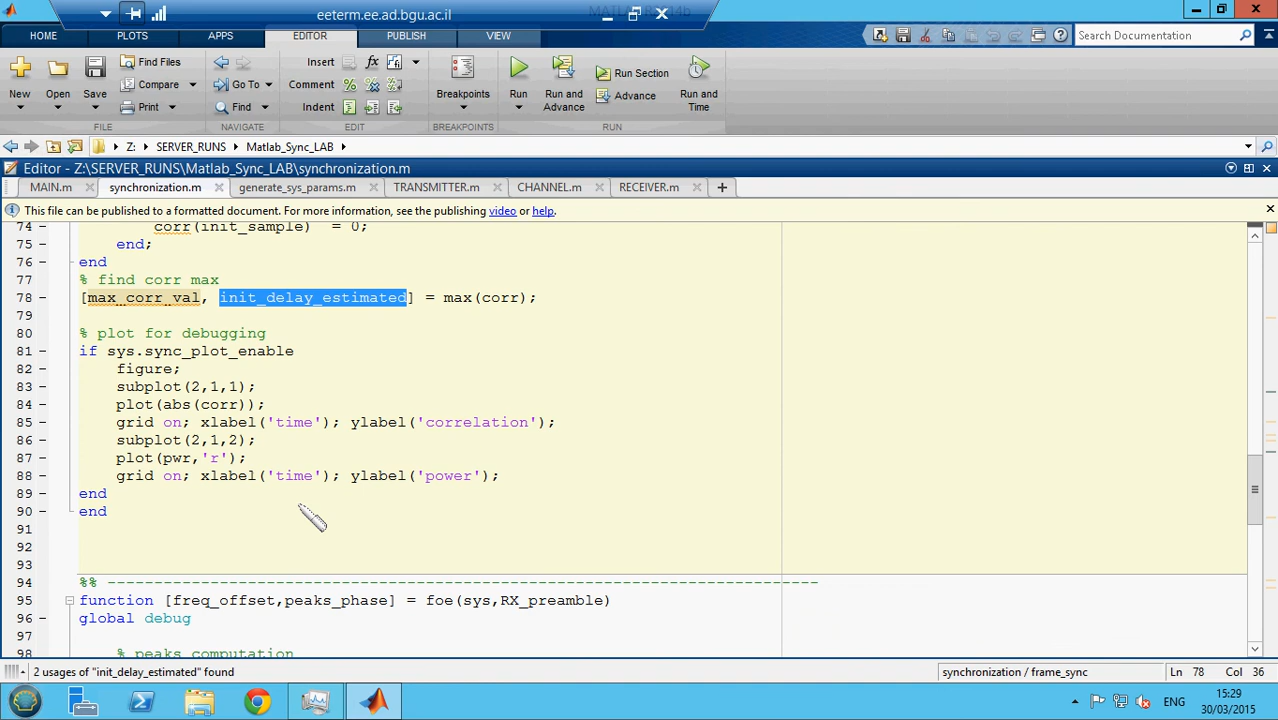 eeterm.ee.ad.bgu.ac.il
HOME PLOTS APPS EDITOR PUBLISH VIEW
Search Documentation
New Open Save Find Files Compare Print
Go To Find
Insert Comment Indent
Breakpoints
Run Run and Advance Run Section Advance Run and Time
FILE NAVIGATE EDIT BREAKPOINTS RUN
Z: SERVER_RUNS Matlab_Sync_LAB
Editor - Z:\SERVER_RUNS\Matlab_Sync_LAB\synchronization.m
MAIN.m synchronization.m generate_sys_params.m TRANSMITTER.m CHANNEL.m RECEIVER.m
This file can be published to a formatted document. For more information, see the publishing video or help.
74 corr(init_sample) = 0;
75 end;
76 end
77 % find corr max
78 [max_corr_val, init_delay_estimated] = max(corr);
79
80 % plot for debugging
81 if sys.sync_plot_enable
82 figure;
83 subplot(2,1,1);
84 plot(abs(corr));
85 grid on; xlabel('time'); ylabel('correlation');
86 subplot(2,1,2);
87 plot(pwr,'r');
88 grid on; xlabel('time'); ylabel('power');
89 end
90 end
91
92
93
94 %% ----------------------------------------------------------------------------
95 function [freq_offset,peaks_phase] = foe(sys,RX_preamble)
96 global debug
97
98 % peaks computation
2 usages of "init_delay_estimated" found
synchronization / frame_sync
Ln 78 Col 36
ENG
15:29
30/03/2015